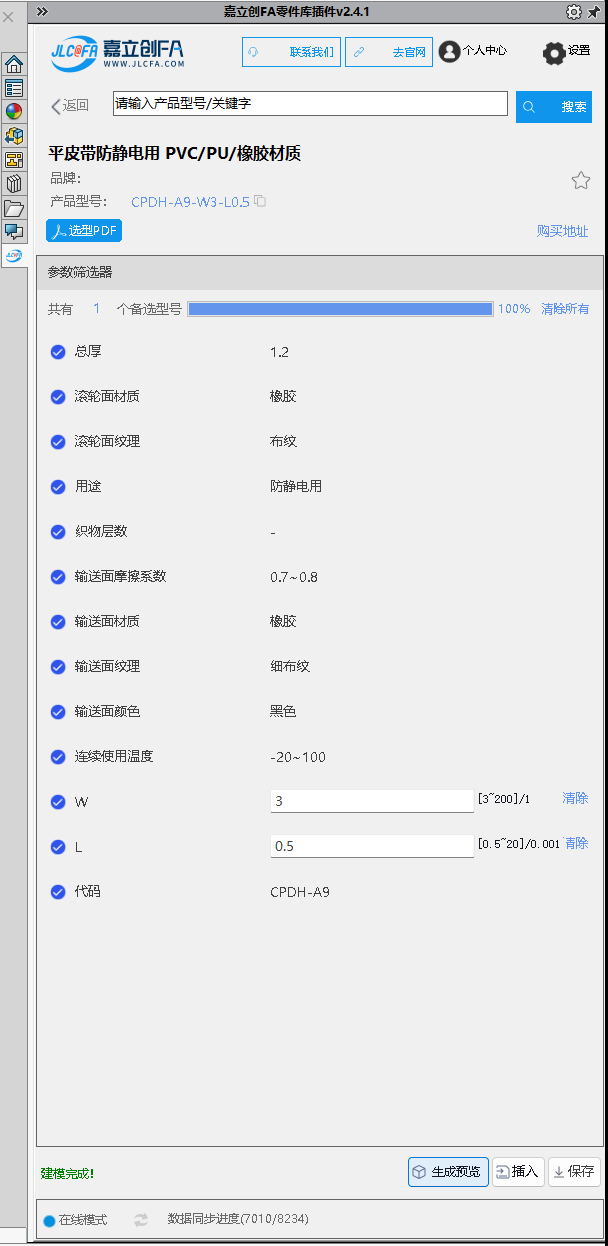 嘉立创FA零件库插件v2.4.1
JLC@FA 嘉立创FA
WWW.JLCFA.COM
联系我们 去官网 个人中心 设置
返回 请输入产品型号/关键字 搜索
平皮带防静电用 PVC/PU/橡胶材质
品牌:
产品型号: CPDH-A9-W3-L0.5
选型PDF 购买地址
参数筛选器
共有 1 个备选型号 100% 清除所有
总厚 1.2
滚轮面材质 橡胶
滚轮面纹理 布纹
用途 防静电用
织物层数 -
输送面摩擦系数 0.7~0.8
输送面材质 橡胶
输送面纹理 细布纹
输送面颜色 黑色
连续使用温度 -20~100
W 3 [3~200]/1 清除
L 0.5 [0.5~20]/0.001 清除
代码 CPDH-A9
建模完成! 生成预览 插入 保存
在线模式 数据同步进度(7010/8234)